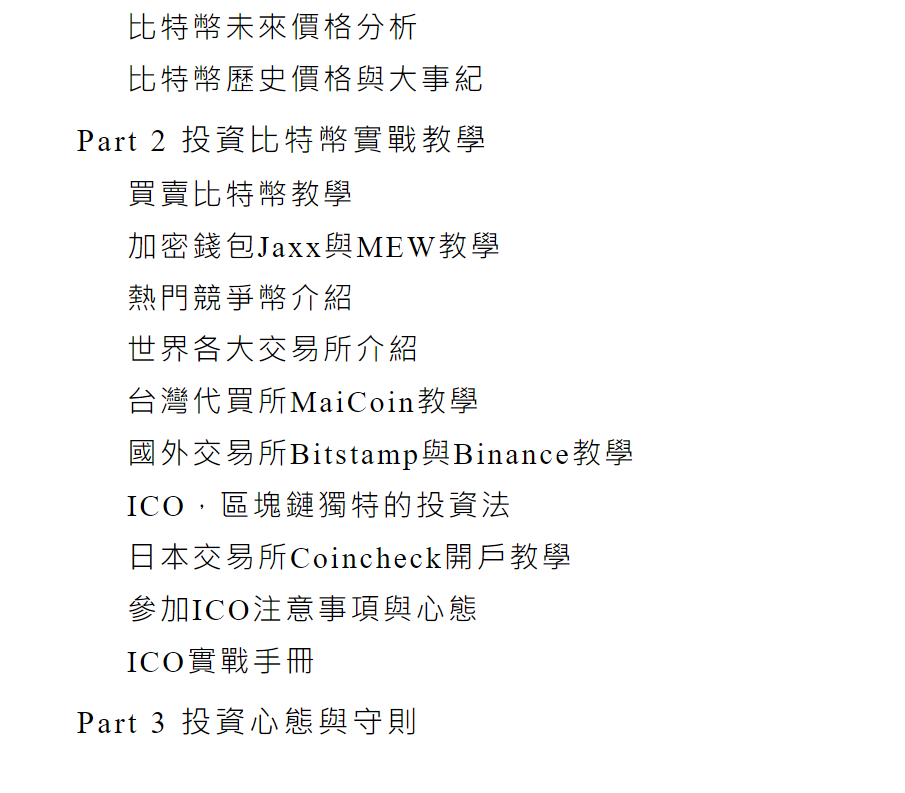 比特幣未來價格分析
比特幣歷史價格與大事紀
Part 2 投資比特幣實戰教學
買賣比特幣教學
加密錢包Jaxx與MEW教學
熱門競爭幣介紹
世界各大交易所介紹
台灣代買所MaiCoin教學
國外交易所Bitstamp與Binance教學
ICO，區塊鏈獨特的投資法
日本交易所Coincheck開戶教學
參加ICO注意事項與心態
ICO實戰手冊
Part 3 投資心態與守則